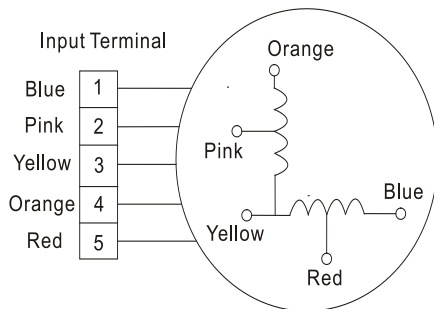 Input Terminal
Blue 1
Pink 2
Yellow 3
Orange 4
Red 5
Orange
Pink
Blue
Yellow
Red